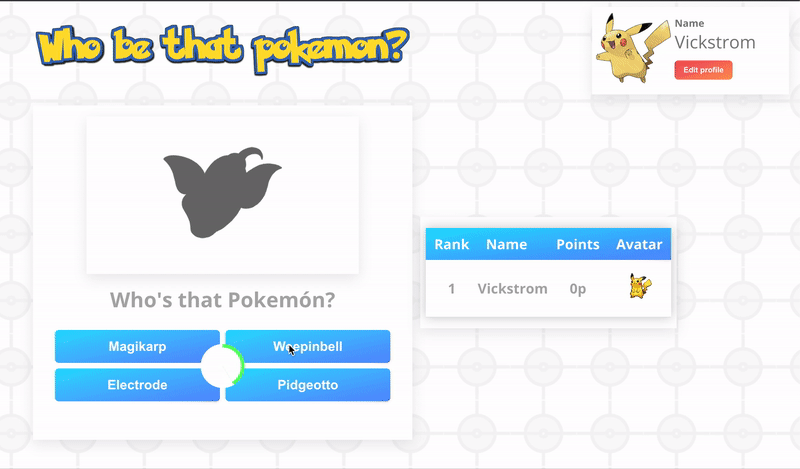 Who be that pokemon?
Name
Vickstrom
Edit profile
Who's that Pokemón?
Magikarp
Weepinbell
Electrode
Pidgeotto
Rank Name Points Avatar
1 Vickstrom 0p